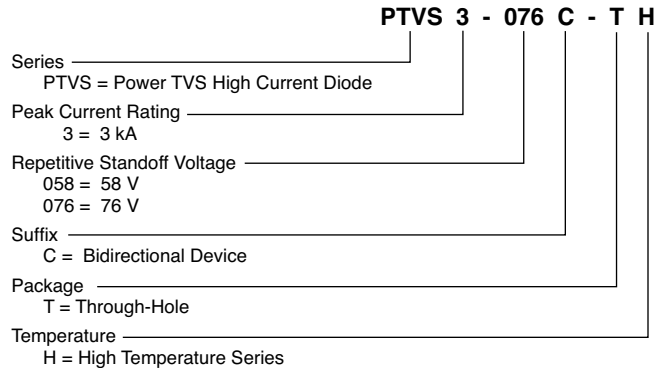 PTVS 3 - 076 C - T H
Series
PTVS = Power TVS High Current Diode
Peak Current Rating
3 = 3 kA
Repetitive Standoff Voltage
058 = 58 V
076 = 76 V
Suffix
C = Bidirectional Device
Package
T = Through-Hole
Temperature
H = High Temperature Series